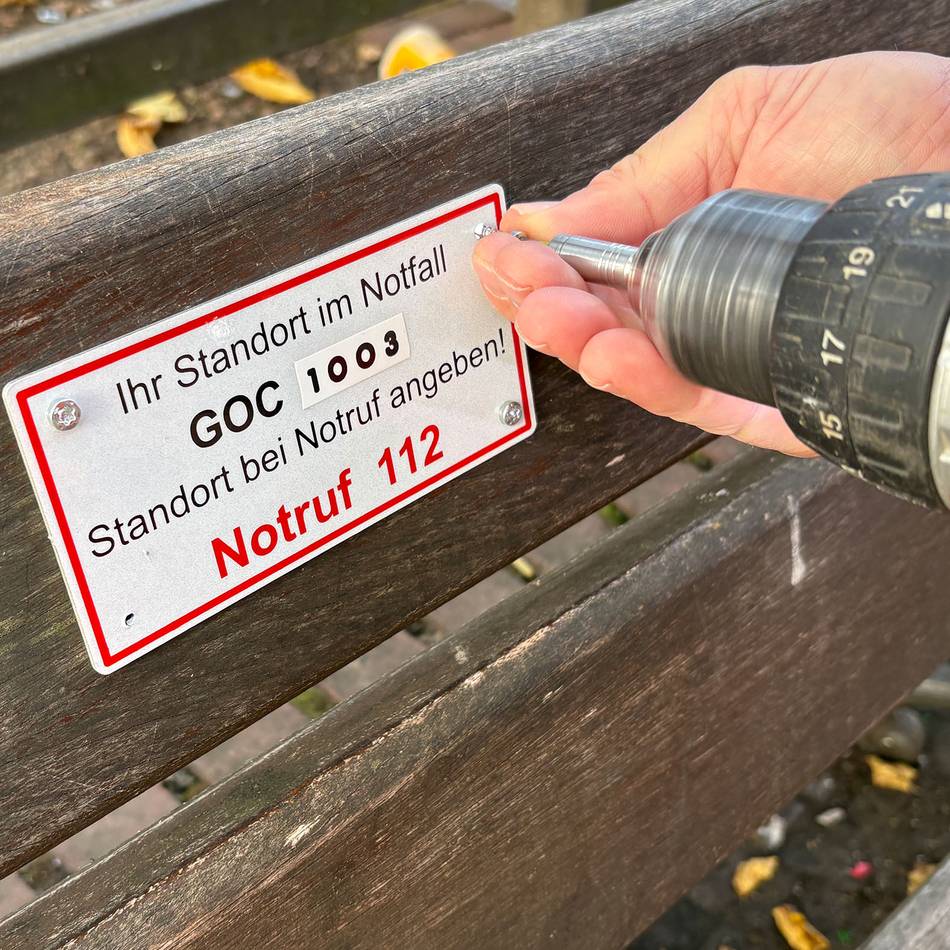 Ihr Standort im Notfall
GOC 1003
Standort bei Notruf angeben!
Notruf 112
21
19
17
15